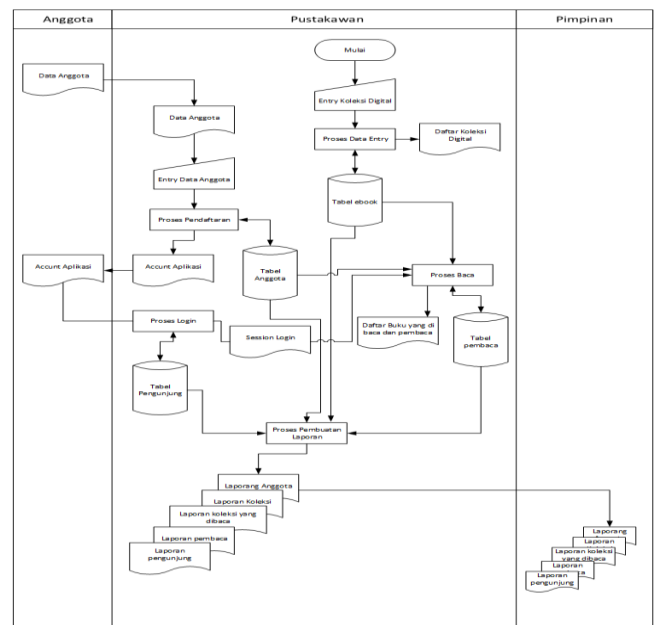 Anggota
Pustakawan
Pimpinan
Mulai
Data Anggota
Entry Koleksi Digital
Data Anggota
Proses Data Entry
Daftar Koleksi
Digital
Entry Data Anggota
Tabel ebook
Proses Pendaftaran
Accunt Aplikasi
Accunt Aplikasi
Tabel
Anggota
Proses Baca
Proses Login
Session Login
Daftar Buku yang di
baca dan pembaca
Tabel
pembaca
Tabel
Pengunjung
Proses Pembuatan
Laporan
Laporang Anggota
Laporan Koleksi
Laporan koleksi yang
dibaca
Laporan pembaca
Laporan
pengunjung
Laporang
Laporan
Laporan koleksi
yang dibaca
Laporan
Laporan
pengunjung